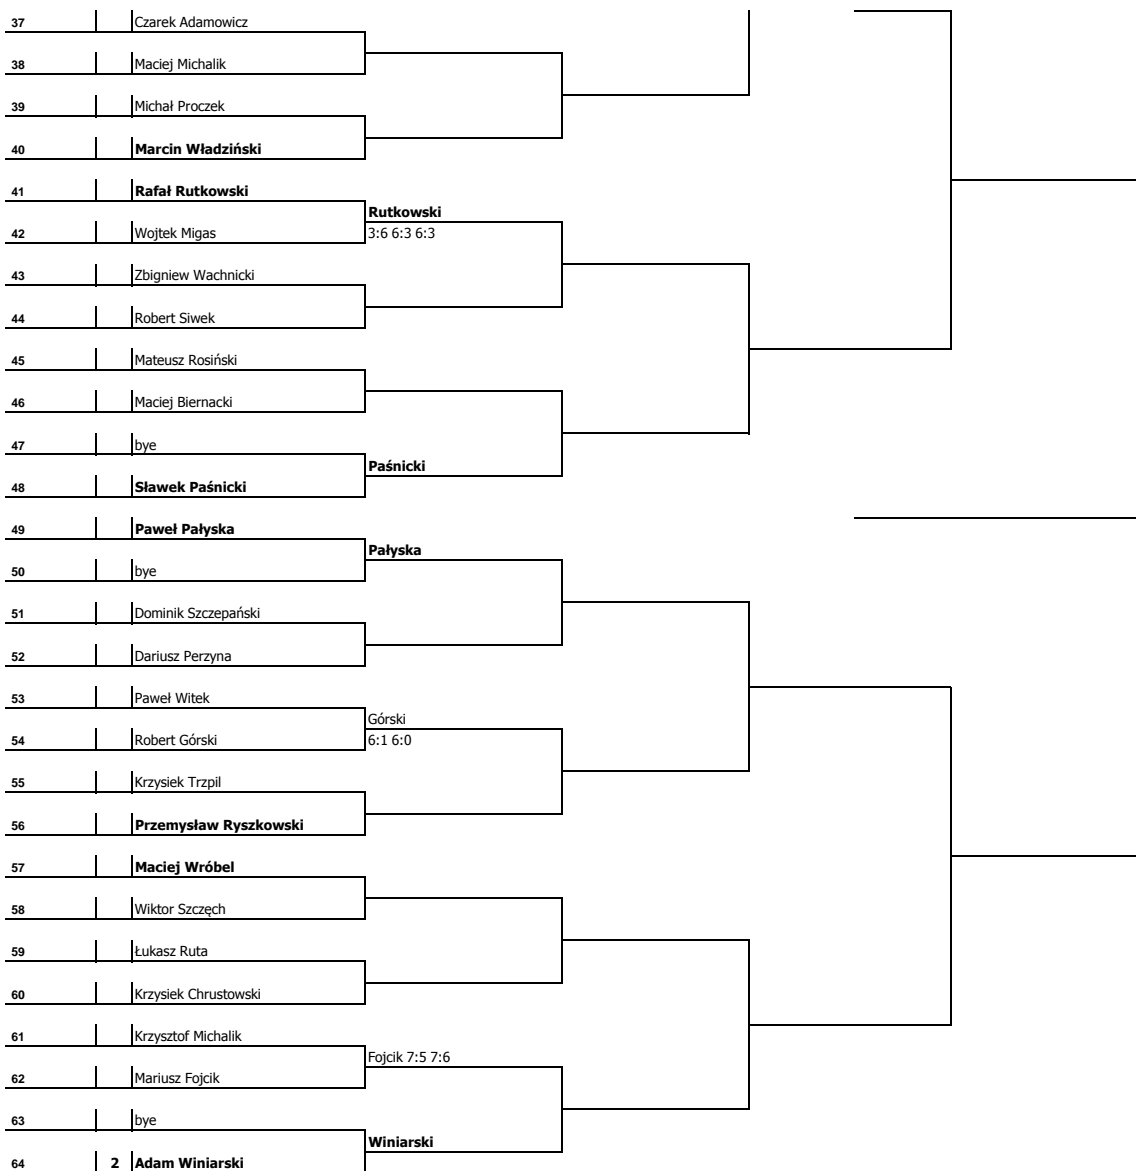 37 Czarek Adamowicz
38 Maciej Michalik
39 Michał Proczek
40 Marcin Władziński
41 Rafał Rutkowski
Rutkowski
42 Wojtek Migas 3:6 6:3 6:3
43 Zbigniew Wachnicki
44 Robert Siwek
45 Mateusz Rosiński
46 Maciej Biernacki
47 bye
Paśnicki
48 Sławek Paśnicki
49 Paweł Pałyska
Pałyska
50 bye
51 Dominik Szczepański
52 Dariusz Perzyna
53 Paweł Witek
Górski
54 Robert Górski 6:1 6:0
55 Krzysiek Trzpil
56 Przemysław Ryszkowski
57 Maciej Wróbel
58 Wiktor Szczęch
59 Łukasz Ruta
60 Krzysiek Chrustowski
61 Krzysztof Michalik
Fojcik 7:5 7:6
62 Mariusz Fojcik
63 bye
Winiarski
64 2 Adam Winiarski